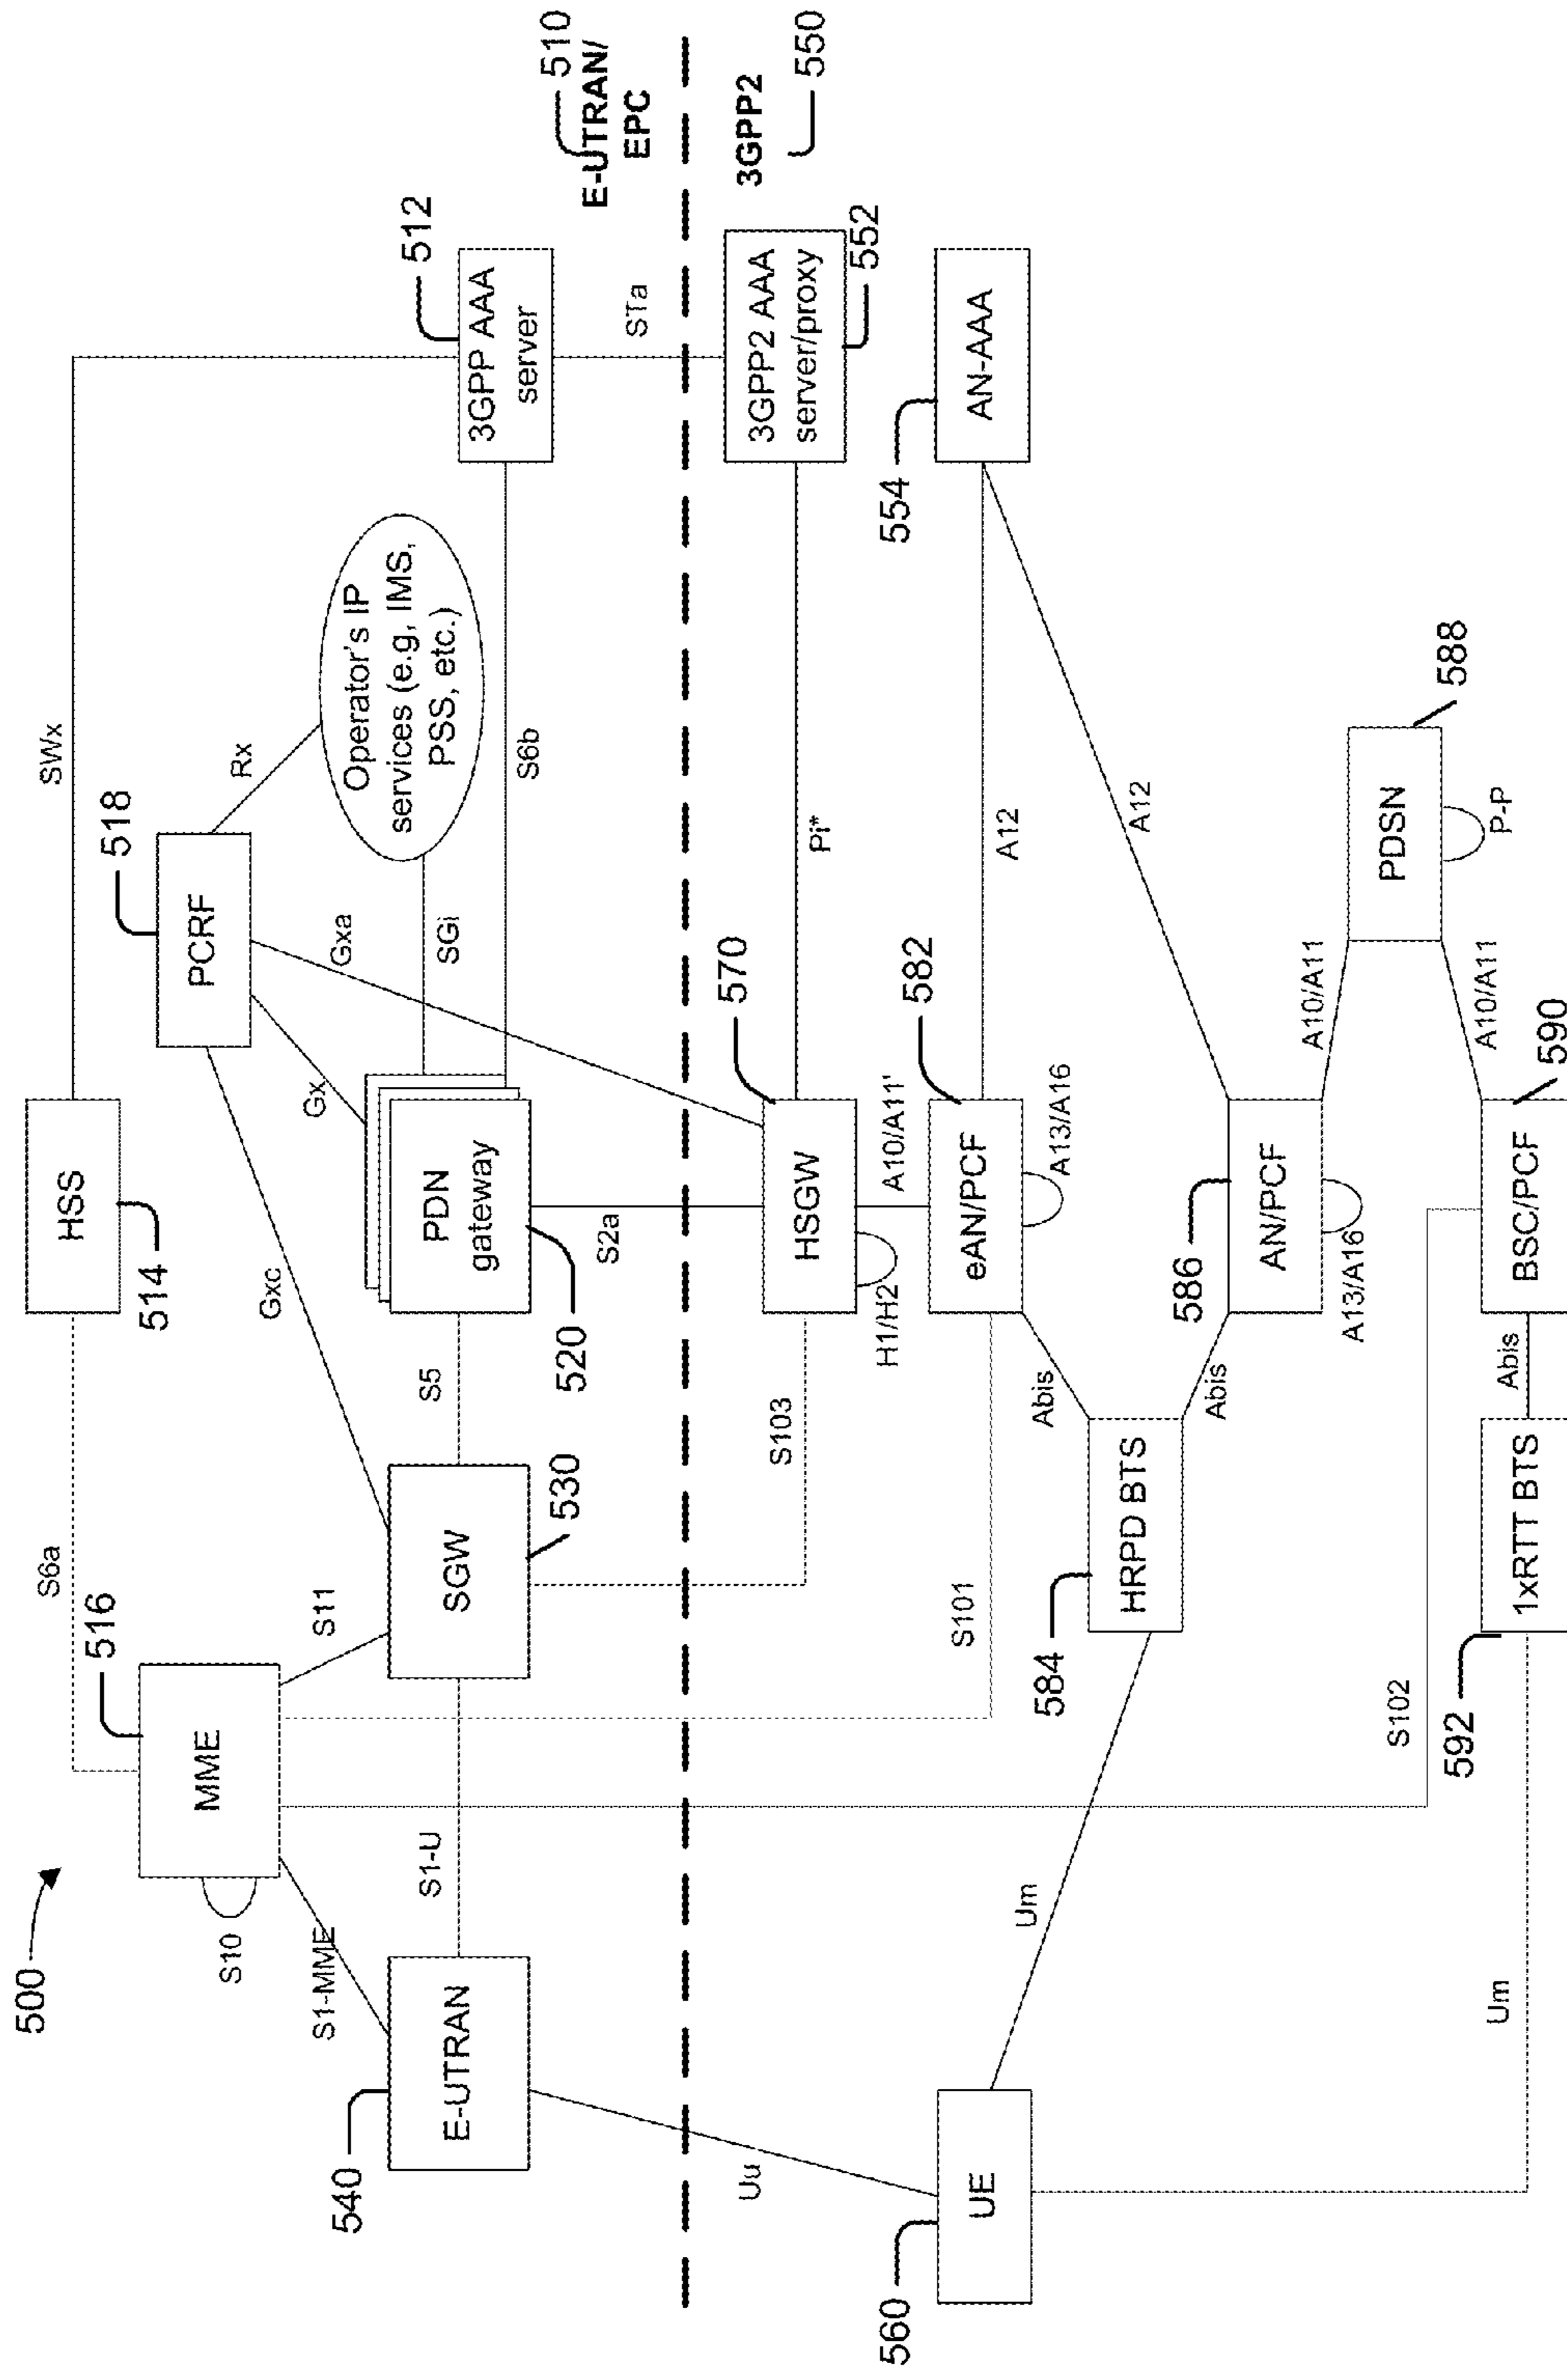 500
HSS
514
SWx
S6a
516
MME
S10
S1-MME
S11
Gxc
PCRF
518
Rx
Gx
Gxa
Operator's IP
services (e.g, IMS,
PSS, etc.)
SGi
S6b
3GPP AAA
server
512
540
E-UTRAN
S1-U
SGW
530
S5
PDN
gateway
520
S2a
STa
510
E-UTRAN/
EPC
3GPP2
550
Uu
S103
HSGW
570
H1/H2
Pi*
3GPP2 AAA
server/proxy
552
A10/A11'
560
UE
S101
eAN/PCF
582
A13/A16
A12
554
AN-AAA
Um
584
HRPD BTS
Abis
Abis
A12
586
AN/PCF
A13/A16
A10/A11
PDSN
588
P-P
A10/A11
S102
Um
592
1xRTT BTS
Abis
BSC/PCF
590